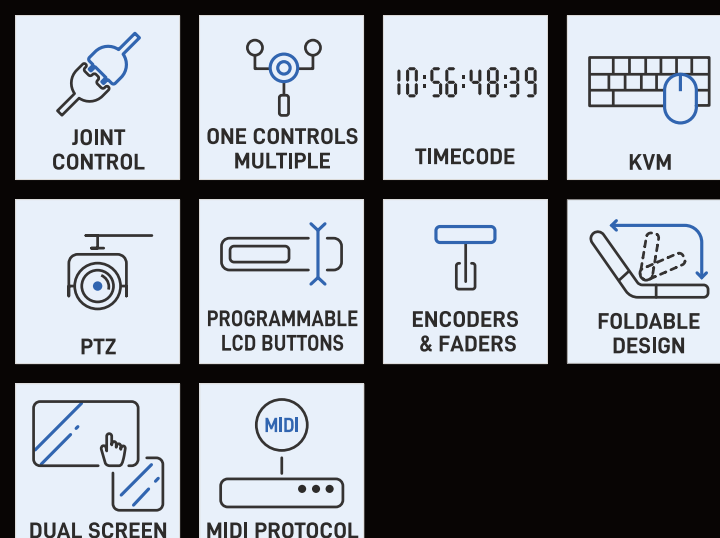 JOINT
CONTROL
ONE CONTROLS
MULTIPLE
10:56:48:39
TIMECODE
KVM
PTZ
PROGRAMMABLE
LCD BUTTONS
ENCODERS
& FADERS
FOLDABLE
DESIGN
DUAL SCREEN
MIDI
MIDI PROTOCOL